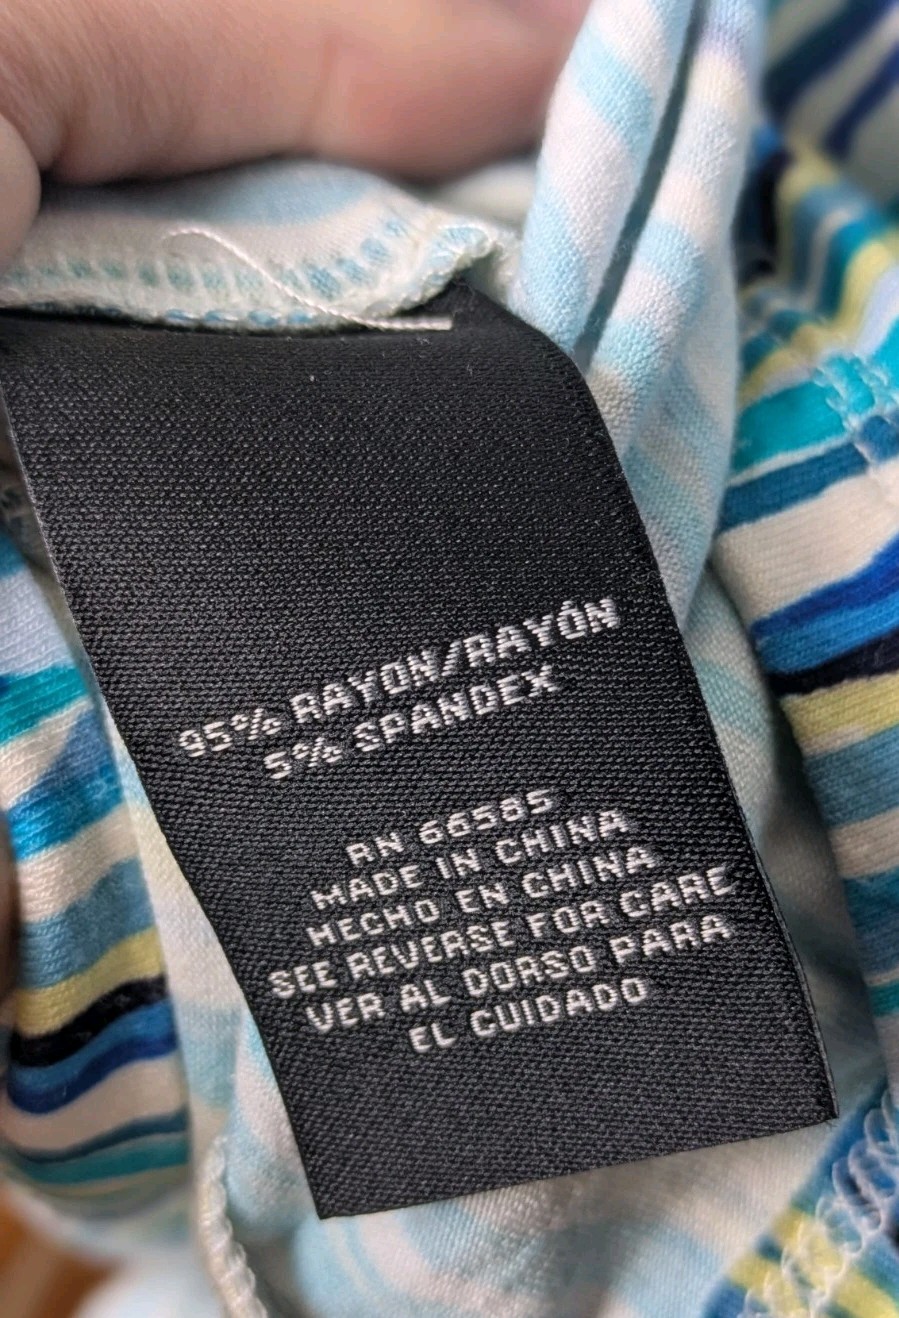 95% RAYON/RAYÓN
5% SPANDEX
RN 66585
MADE IN CHINA
HECHO EN CHINA
SEE REVERSE FOR CARE
VER AL DORSO PARA
EL CUIDADO